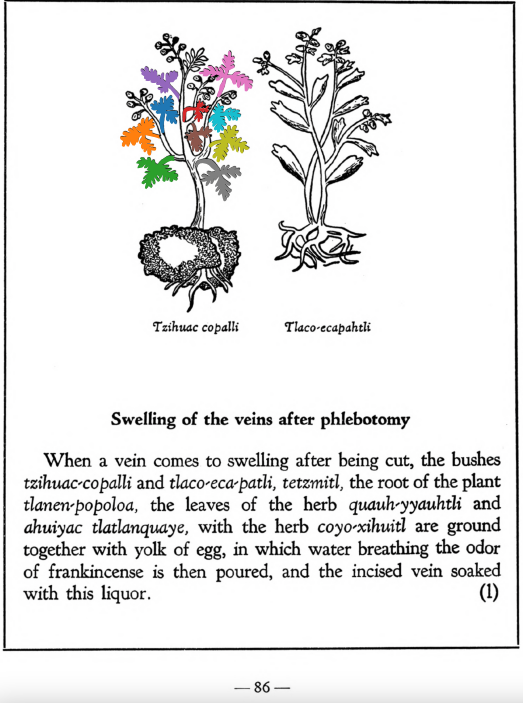 Tzihuac copalli
Tlaco-ecapahtli
Swelling of the veins after phlebotomy
When a vein comes to swelling after being cut, the bushes
tzihuac-copalli and tlaco-eca-patli, tetzmitl, the root of the plant
tlanen-popoloa, the leaves of the herb quauh-yyauhtli and
ahuiyac tlatlanquaye, with the herb coyo-xihuitl are ground
together with yolk of egg, in which water breathing the odor
of frankincense is then poured, and the incised vein soaked
with this liquor. (1)
— 86 —